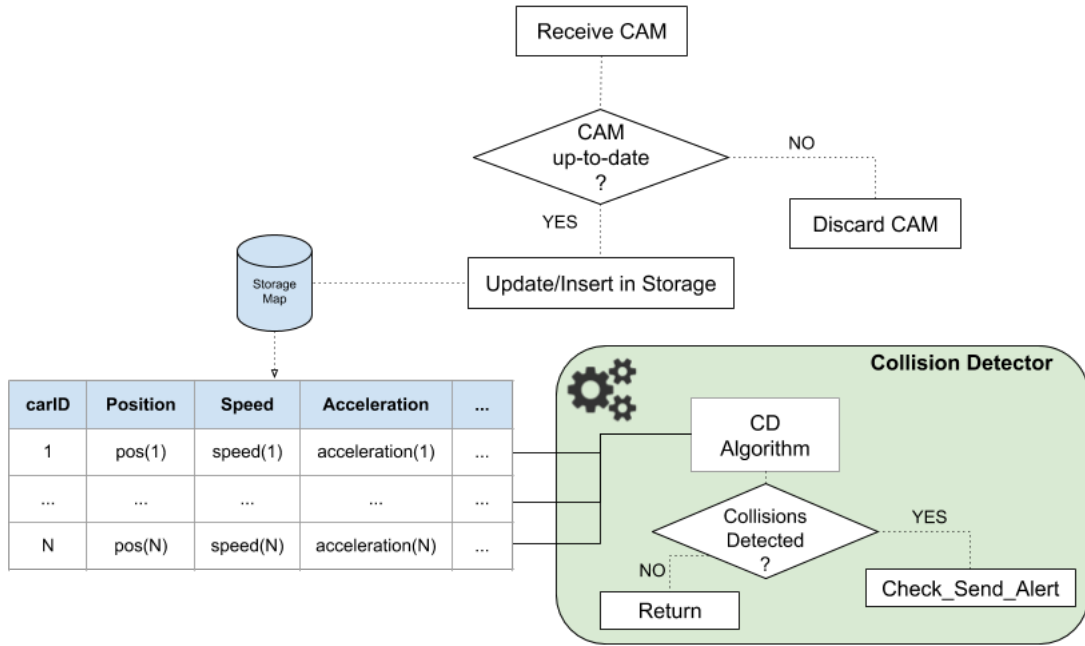 Receive CAM
CAM
up-to-date
?
NO
YES
Discard CAM
Update/Insert in Storage
Storage
Map
Collision Detector
carID Position Speed Acceleration ...
1 pos(1) speed(1) acceleration(1) ...
... ... ... ... ...
N pos(N) speed(N) acceleration(N) ...
CD
Algorithm
Collisions
Detected
?
YES
NO
Check_Send_Alert
Return